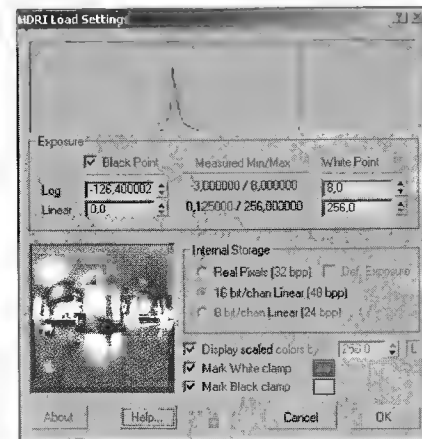 HDRI Load Setting
Exposure
Black Point Measured Min/Max White Point
Log -126,400002 -3,000000 / 8,000000 8,0
Linear 0,0 0,125000 / 256,000000 256,0
Internal Storage
Real Pixels (32 bpp) Def. Exposure
16 bit/chan Linear (48 bpp)
8 bit/chan Linear (24 bpp)
Display scaled colors by 256,0
Mark White clamp
Mark Black clamp
About Help... Cancel OK